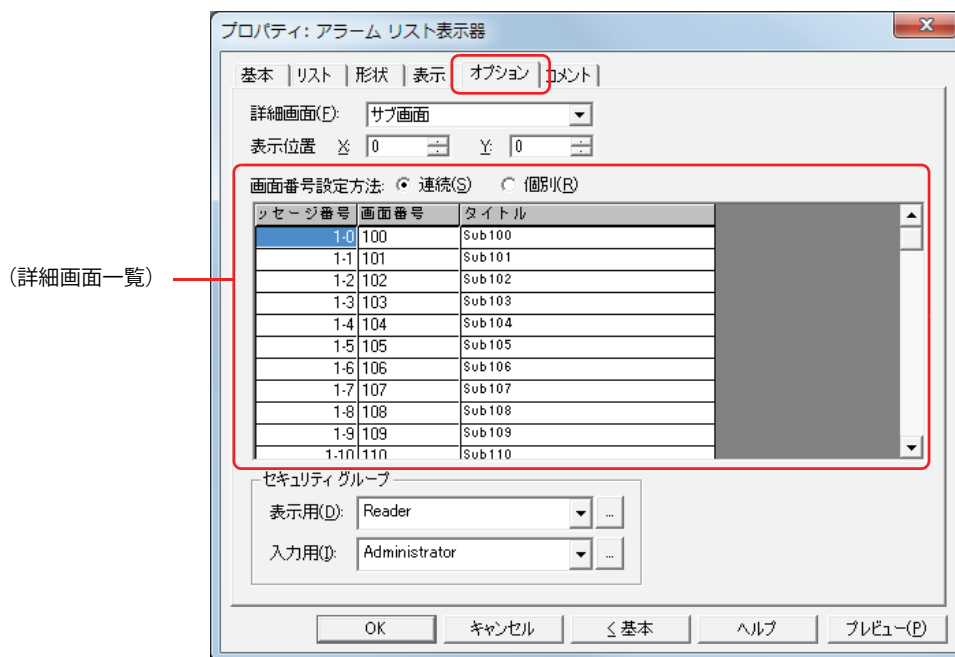 プロパティ: アラーム リスト表示器
基本 リスト 形状 表示 オプション コメント
詳細画面(F): サブ画面
表示位置 X: 0 Y: 0
画面番号設定方法: 連続(S) 個別(R)
ッセージ番号 画面番号 タイトル
1-0 100 Sub100
1-1 101 Sub101
1-2 102 Sub102
1-3 103 Sub103
1-4 104 Sub104
1-5 105 Sub105
1-6 106 Sub106
1-7 107 Sub107
1-8 108 Sub108
1-9 109 Sub109
1-10 110 Sub110
(詳細画面一覧)
セキュリティ グループ
表示用(D): Reader ...
入力用(I): Administrator ...
OK キャンセル < 基本 ヘルプ プレビュー(P)